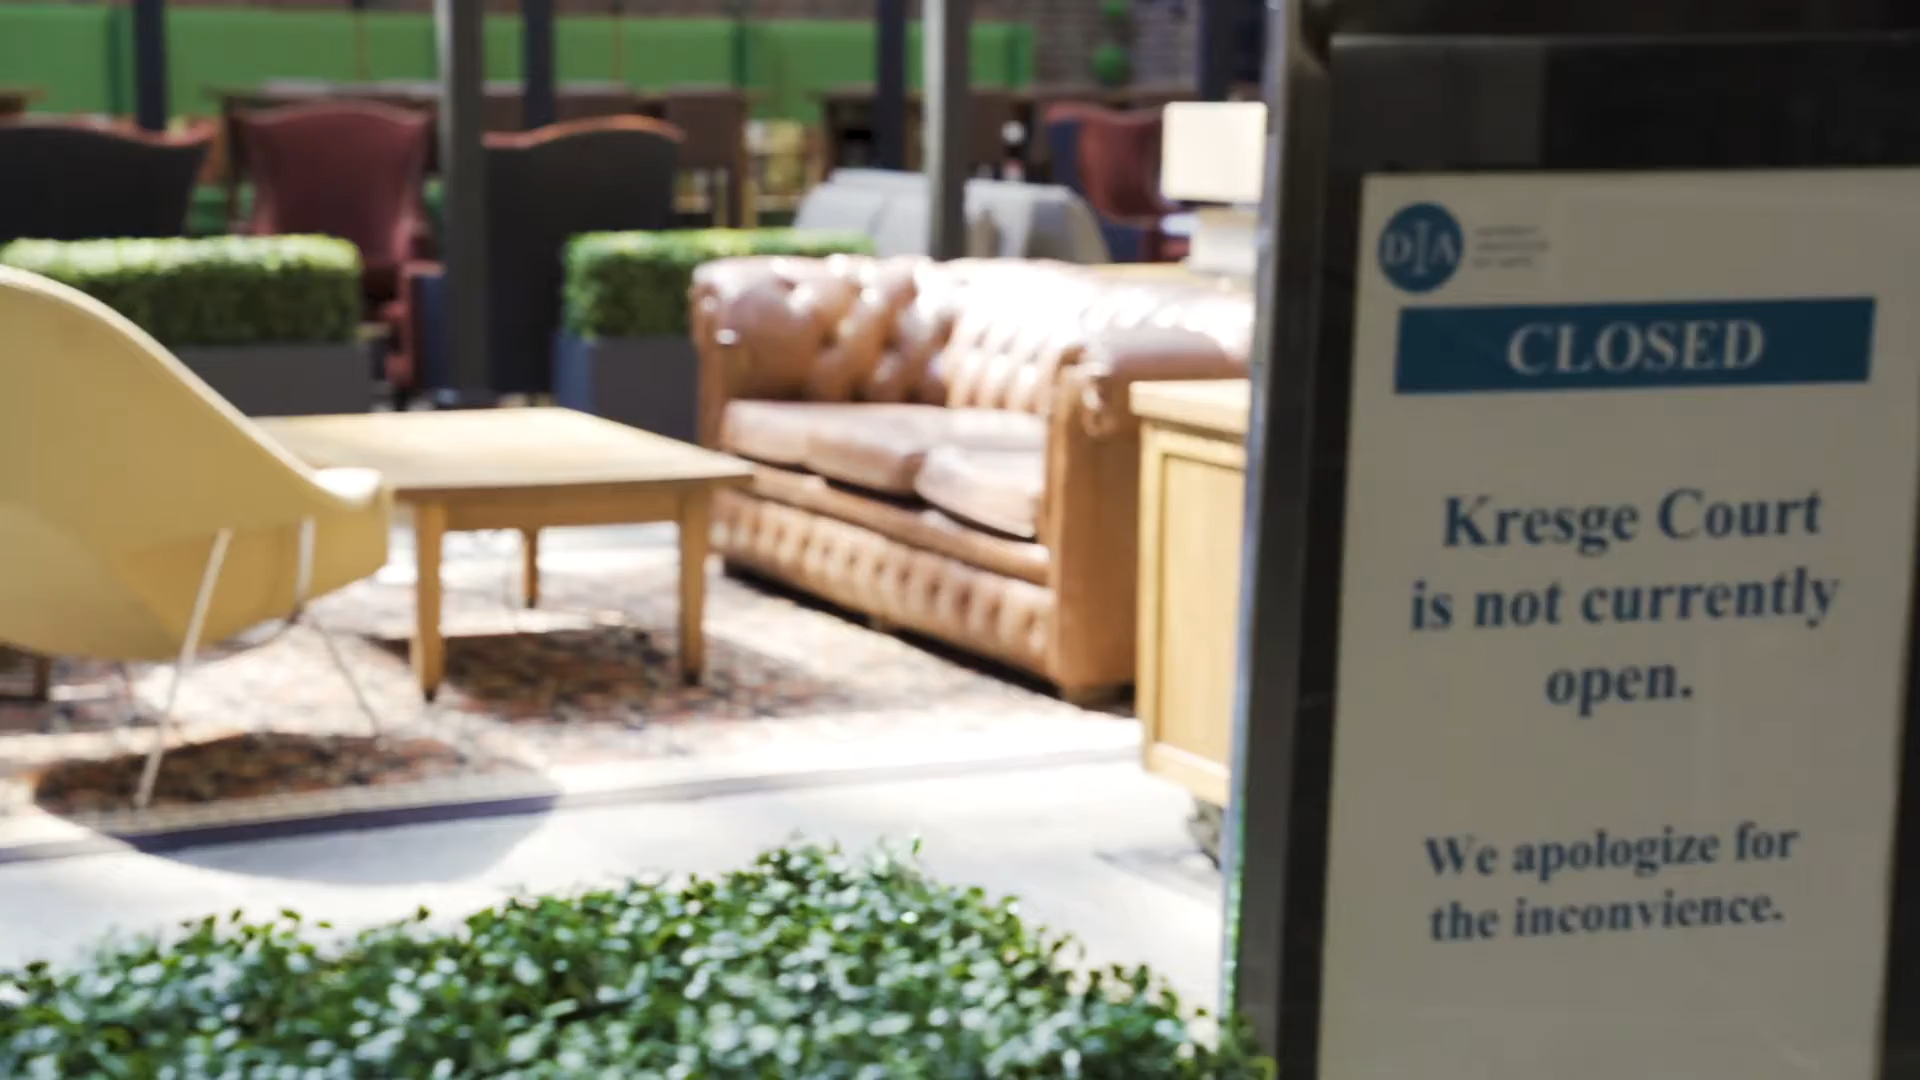 DIA
CLOSED
Kresge Court
is not currently
open.
We apologize for
the inconvience.